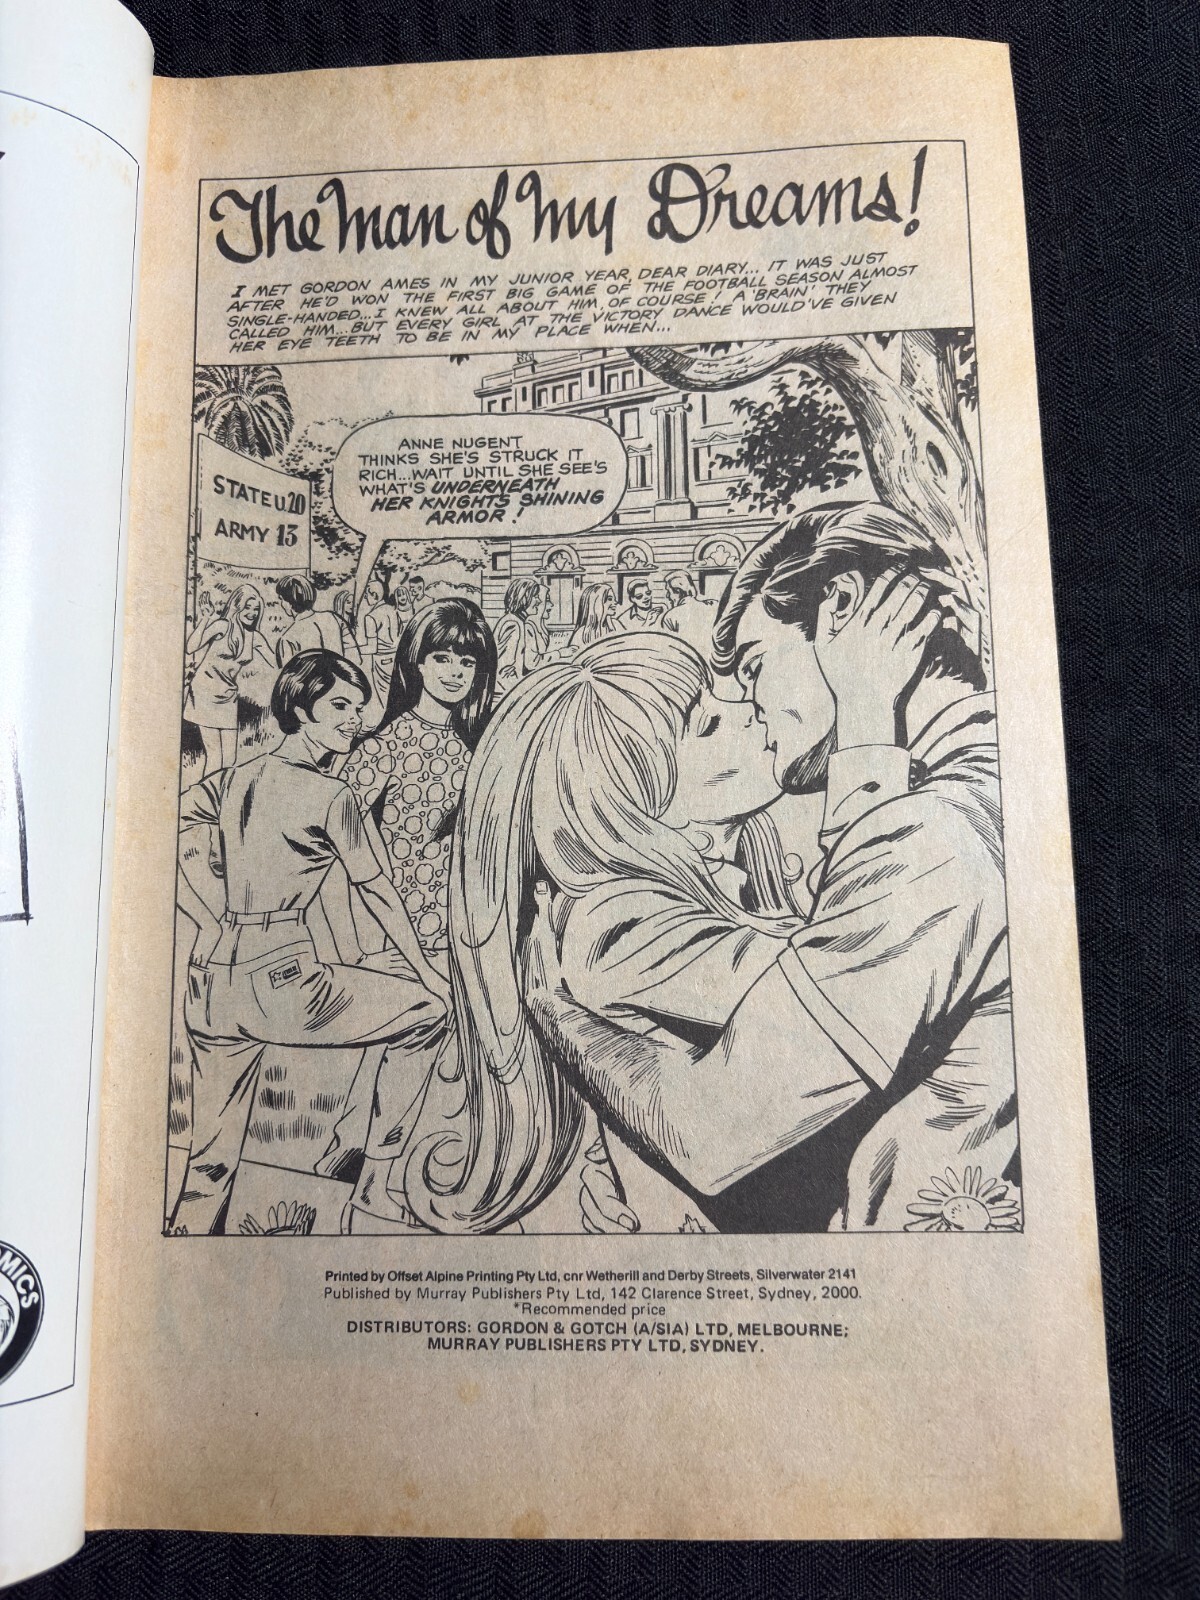 The Man of My Dreams!
I MET GORDON AMES IN MY JUNIOR YEAR, DEAR DIARY... IT WAS JUST
AFTER HE'D WON THE FIRST BIG GAME OF THE FOOTBALL SEASON ALMOST
SINGLE-HANDED...I KNEW ALL ABOUT HIM, OF COURSE! A 'BRAIN' THEY
CALLED HIM...BUT EVERY GIRL AT THE VICTORY DANCE WOULD'VE GIVEN
HER EYE TEETH TO BE IN MY PLACE WHEN...
ANNE NUGENT
THINKS SHE'S STRUCK IT
RICH...WAIT UNTIL SHE SEE'S
WHAT'S UNDERNEATH
HER KNIGHTS SHINING
ARMOR!
STATE U. 20
ARMY 13
Printed by Offset Alpine Printing Pty Ltd, cnr Wetherill and Derby Streets, Silverwater 2141
Published by Murray Publishers Pty Ltd, 142 Clarence Street, Sydney, 2000.
*Recommended price
DISTRIBUTORS: GORDON & GOTCH (A/SIA) LTD, MELBOURNE;
MURRAY PUBLISHERS PTY LTD, SYDNEY.